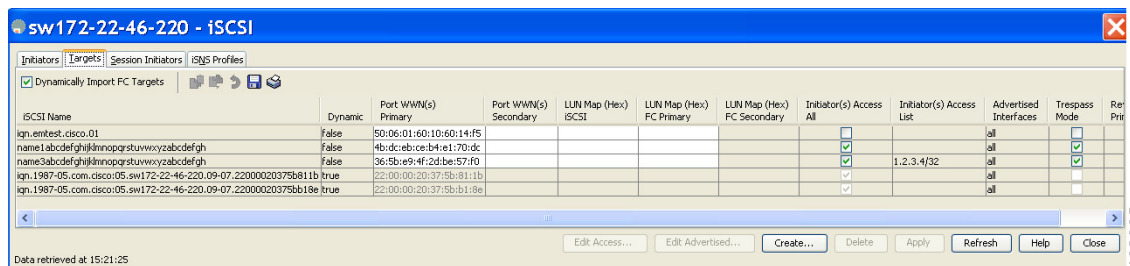 sw172-22-46-220 - iSCSI
Initiators Targets Session Initiators iSNS Profiles
Dynamically Import FC Targets
iSCSI Name Dynamic Port WWN(s) Primary Port WWN(s) Secondary LUN Map (Hex) iSCSI LUN Map (Hex) FC Primary LUN Map (Hex) FC Secondary Initiator(s) Access All Initiator(s) Access List Advertised Interfaces Trespass Mode
iqn.emtest.cisco.01 false 50:06:01:60:10:60:14:f5 all
name1abcdefghijklmnopqrstuvwxyzabcdefgh false 4b:dc:eb:ce:b4:e1:70:dc all
name3abcdefghijklmnopqrstuvwxyzabcdefgh false 36:5b:e9:4f:2d:be:57:f0 1.2.3.4/32 all
iqn.1987-05.com.cisco:05.sw172-22-46-220.09-07.22000020375b811b true 22:00:00:20:37:5b:81:1b all
iqn.1987-05.com.cisco:05.sw172-22-46-220.09-07.22000020375bb18e true 22:00:00:20:37:5b:b1:8e all
Edit Access... Edit Advertised... Create... Delete Apply Refresh Help Close
Data retrieved at 15:21:25